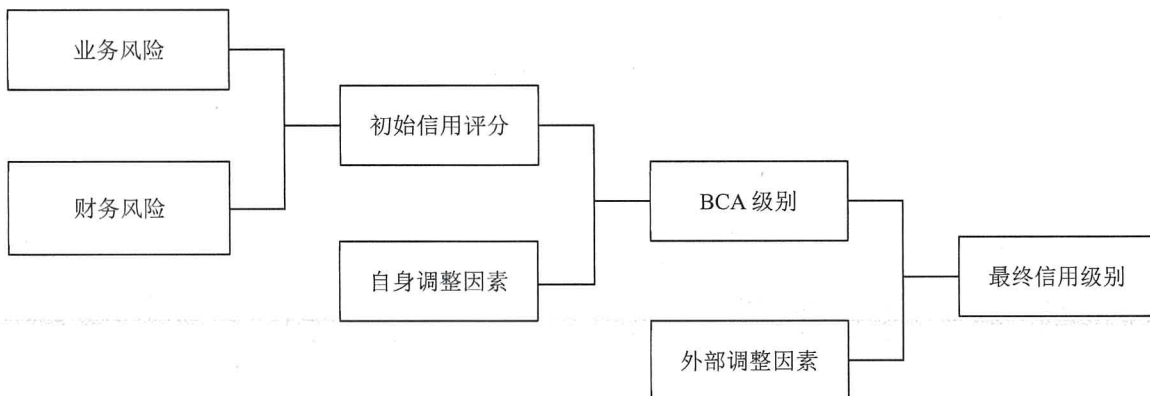 业务风险
初始信用评分
财务风险
BCA 级别
自身调整因素
最终信用级别
外部调整因素